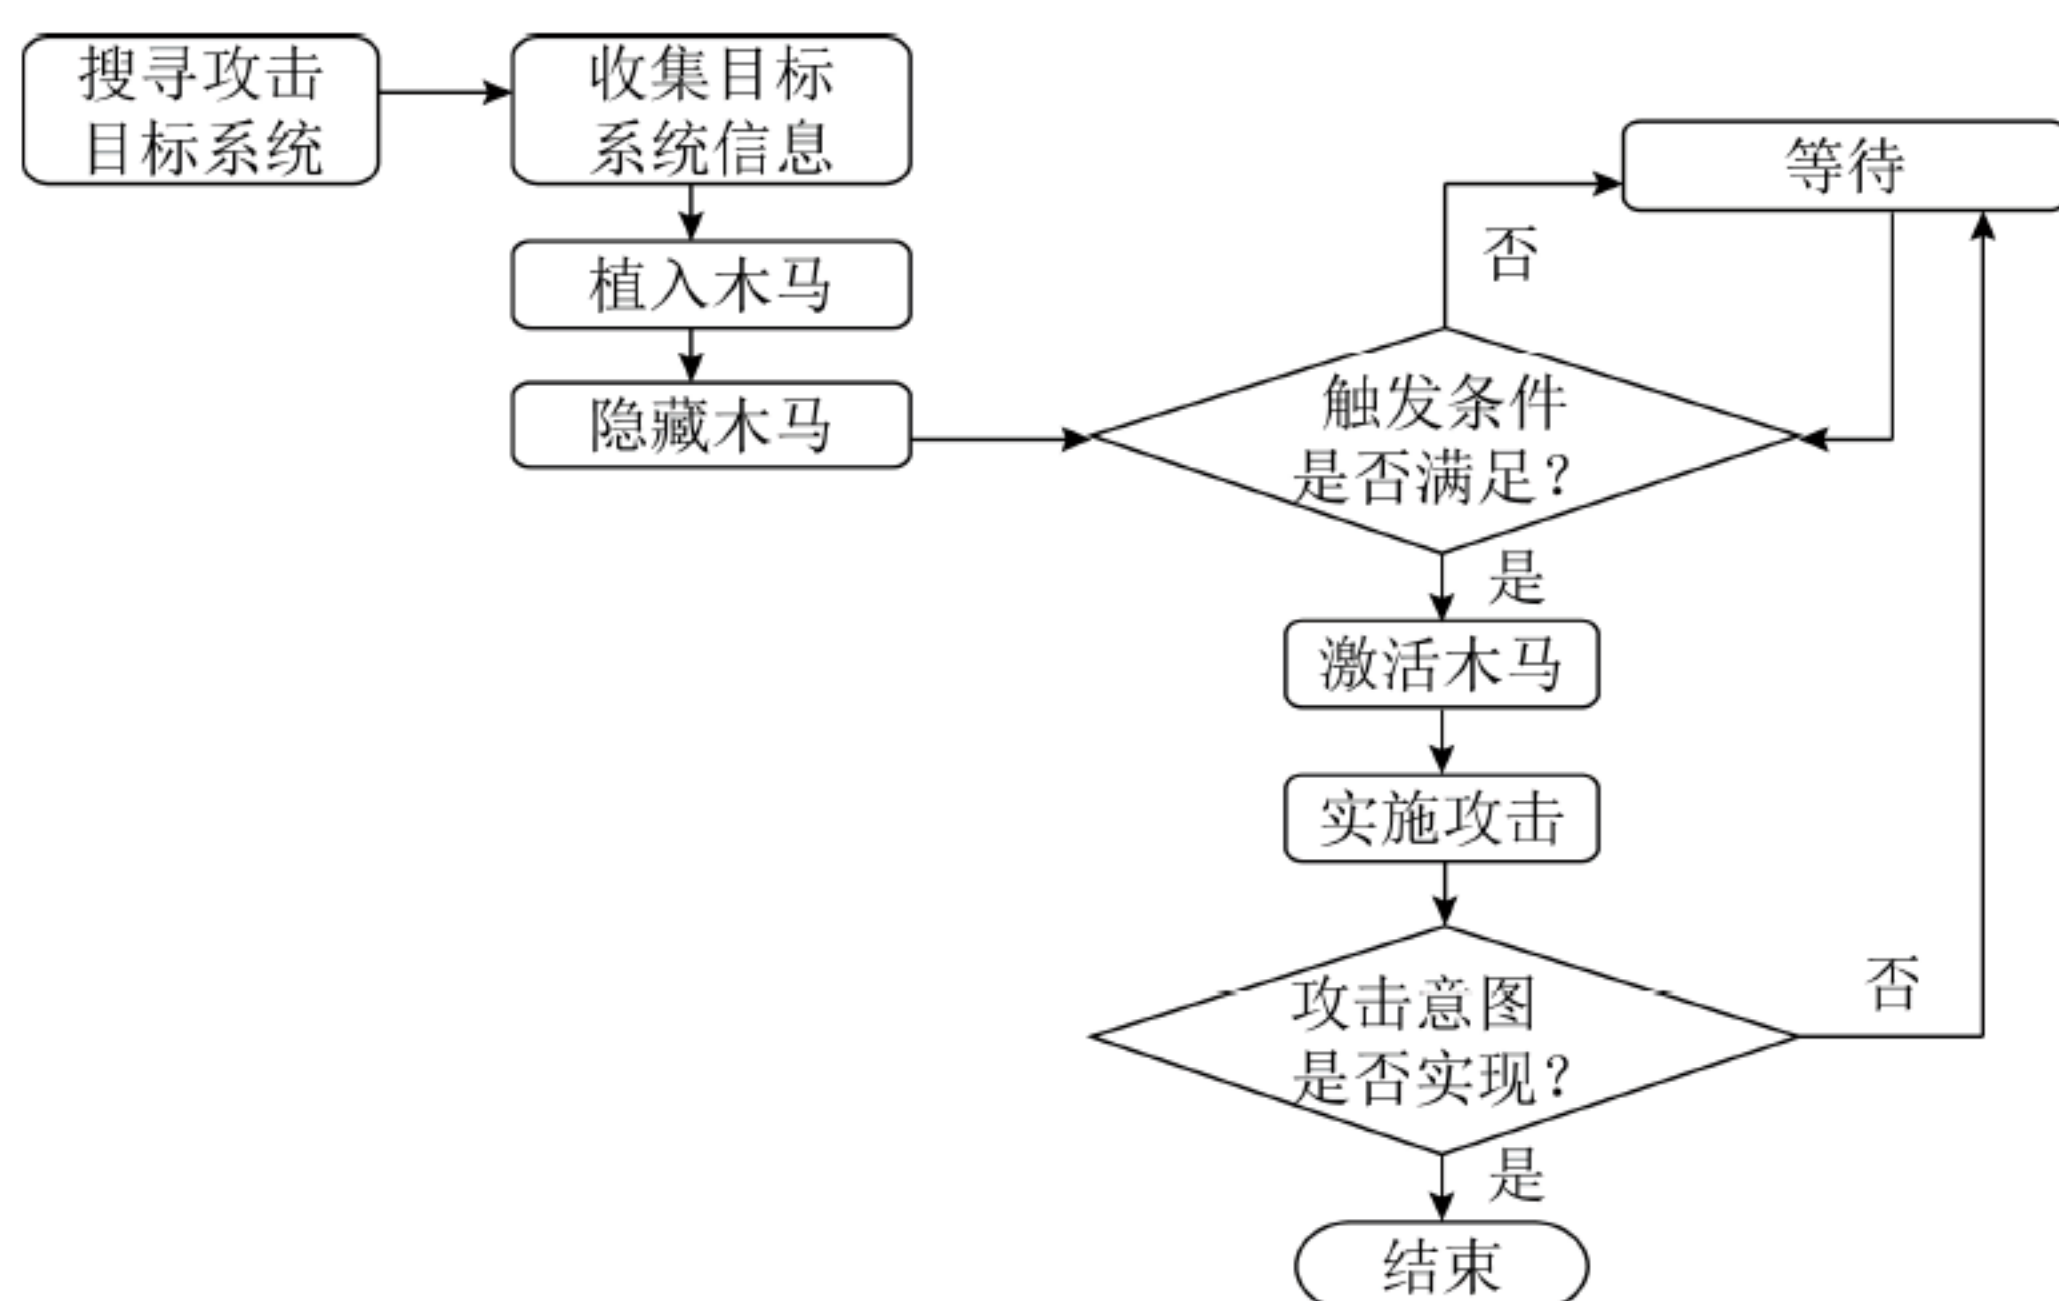 搜寻攻击
目标系统
收集目标
系统信息
植入木马
隐藏木马
等待
否
触发条件
是否满足?
是
激活木马
实施攻击
攻击意图
是否实现?
否
是
结束